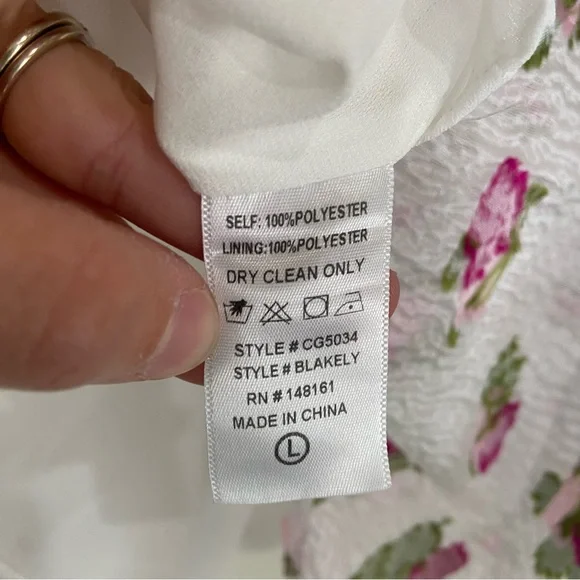 SELF: 100%POLYESTER
LINING:100%POLYESTER
DRY CLEAN ONLY
STYLE # CG5034
STYLE # BLAKELY
RN # 148161
MADE IN CHINA
L